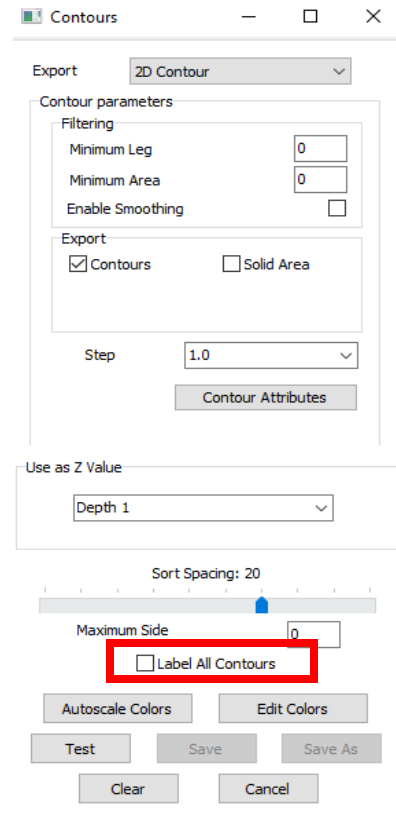 Contours
Export 2D Contour
Contour parameters
Filtering
Minimum Leg 0
Minimum Area 0
Enable Smoothing
Export
Contours Solid Area
Step 1.0
Contour Attributes
Use as Z Value
Depth 1
Sort Spacing: 20
Maximum Side 0
Label All Contours
Autoscale Colors Edit Colors
Test Save Save As
Clear Cancel